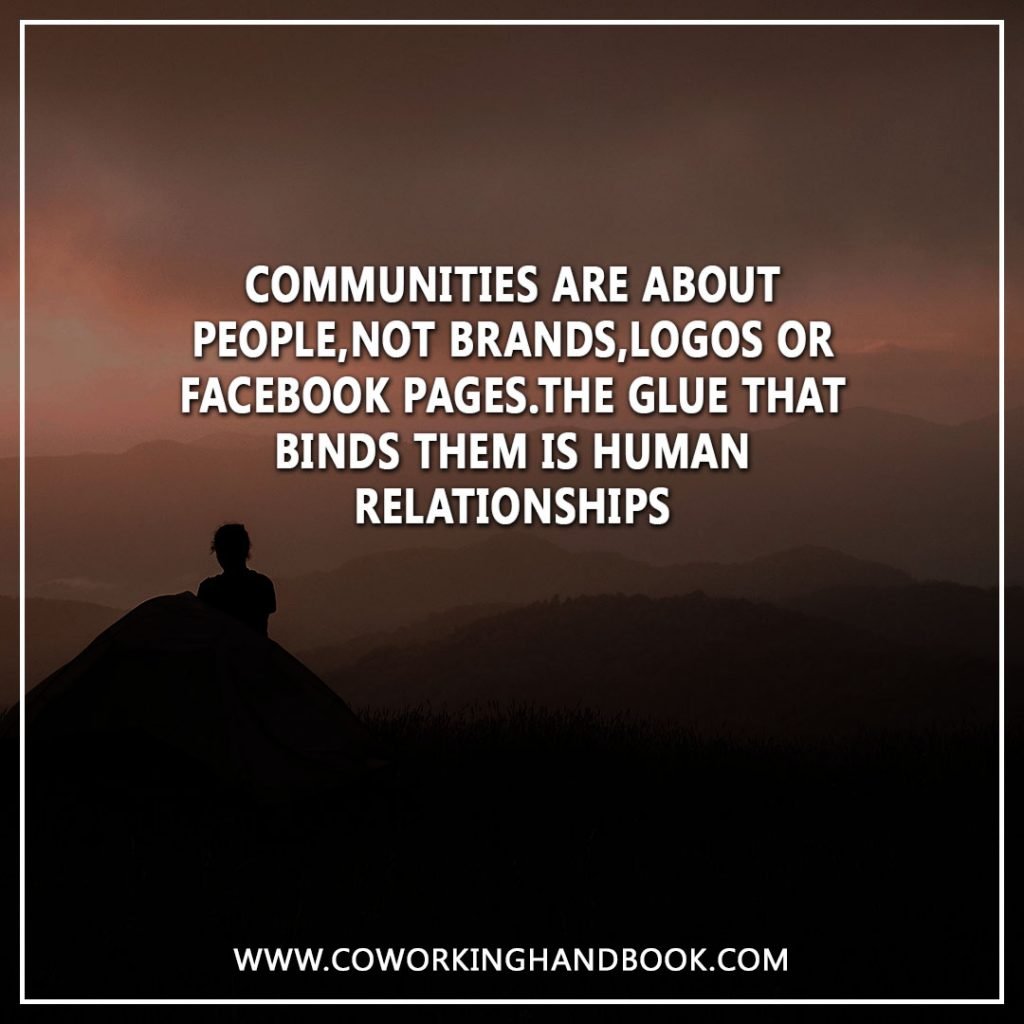 COMMUNITIES ARE ABOUT
PEOPLE,NOT BRANDS,LOGOS OR
FACEBOOK PAGES.THE GLUE THAT
BINDS THEM IS HUMAN
RELATIONSHIPS
WWW.COWORKINGHANDBOOK.COM